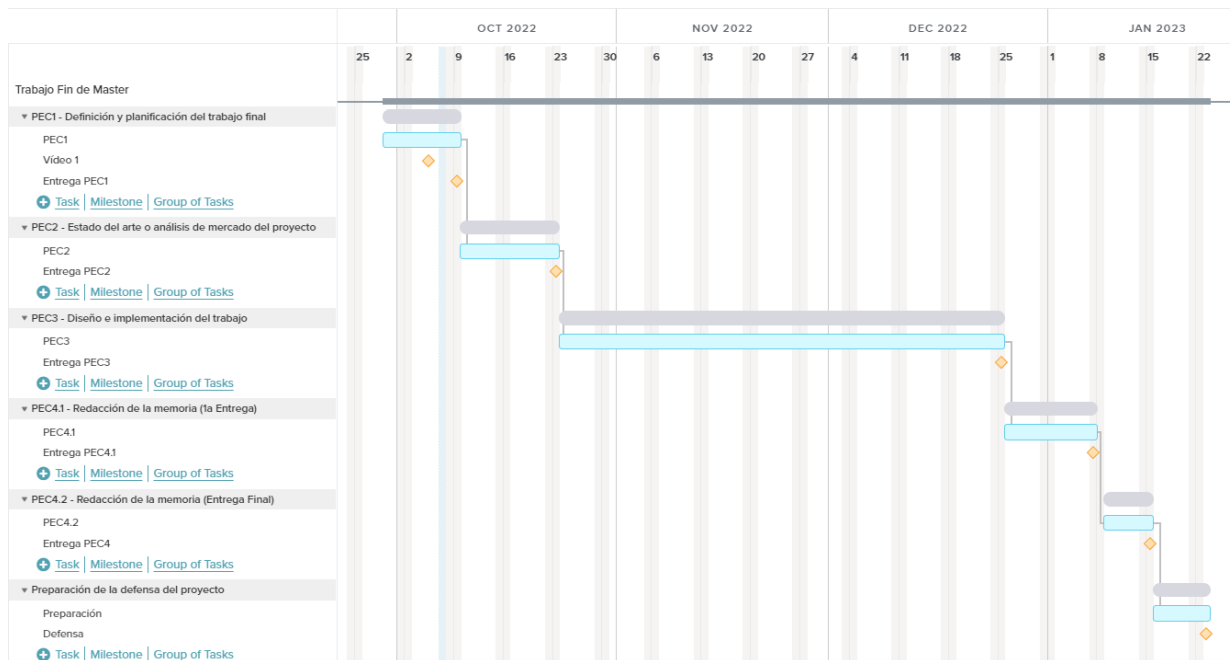 OCT 2022 NOV 2022 DEC 2022 JAN 2023
25 2 9 16 23 30 6 13 20 27 4 11 18 25 1 8 15 22
Trabajo Fin de Master
PEC1 - Definición y planificación del trabajo final
PEC1
Vídeo 1
Entrega PEC1
Task | Milestone | Group of Tasks
PEC2 - Estado del arte o análisis de mercado del proyecto
PEC2
Entrega PEC2
Task | Milestone | Group of Tasks
PEC3 - Diseño e implementación del trabajo
PEC3
Entrega PEC3
Task | Milestone | Group of Tasks
PEC4.1 - Redacción de la memoria (1a Entrega)
PEC4.1
Entrega PEC4.1
Task | Milestone | Group of Tasks
PEC4.2 - Redacción de la memoria (Entrega Final)
PEC4.2
Entrega PEC4
Task | Milestone | Group of Tasks
Preparación de la defensa del proyecto
Preparación
Defensa
Task | Milestone | Group of Tasks